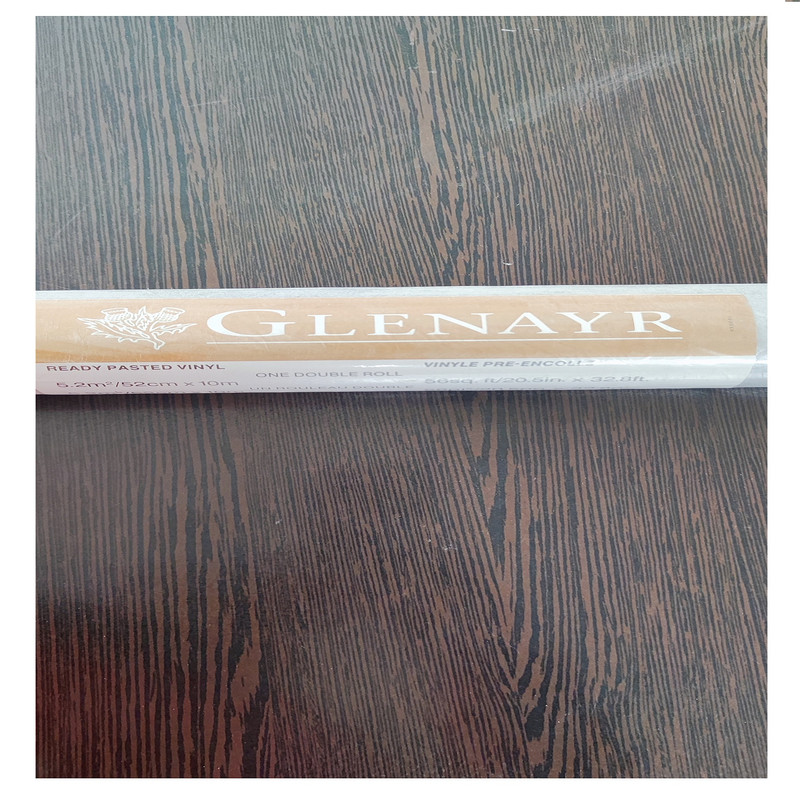 GLENAYR
READY PASTED VINYL
ONE DOUBLE ROLL
VINYLE PRE-ENCOLLE
5.2m²/52cm x 10m
UN ROULEAU DOUBLE
56sq. ft/20.5in. x 32.8ft.